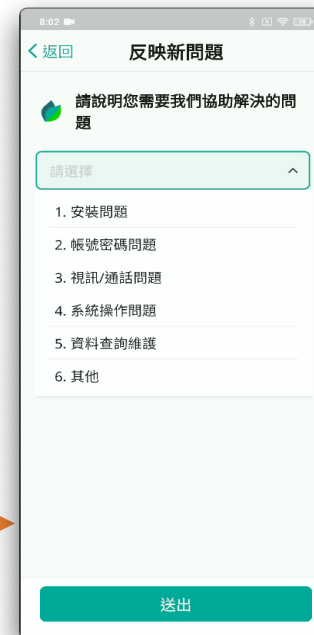 8:02
返回
反映新問題
請說明您需要我們協助解決的問
題
請選擇
1. 安裝問題
2. 帳號密碼問題
3. 視訊/通話問題
4. 系統操作問題
5. 資料查詢維護
6. 其他
送出